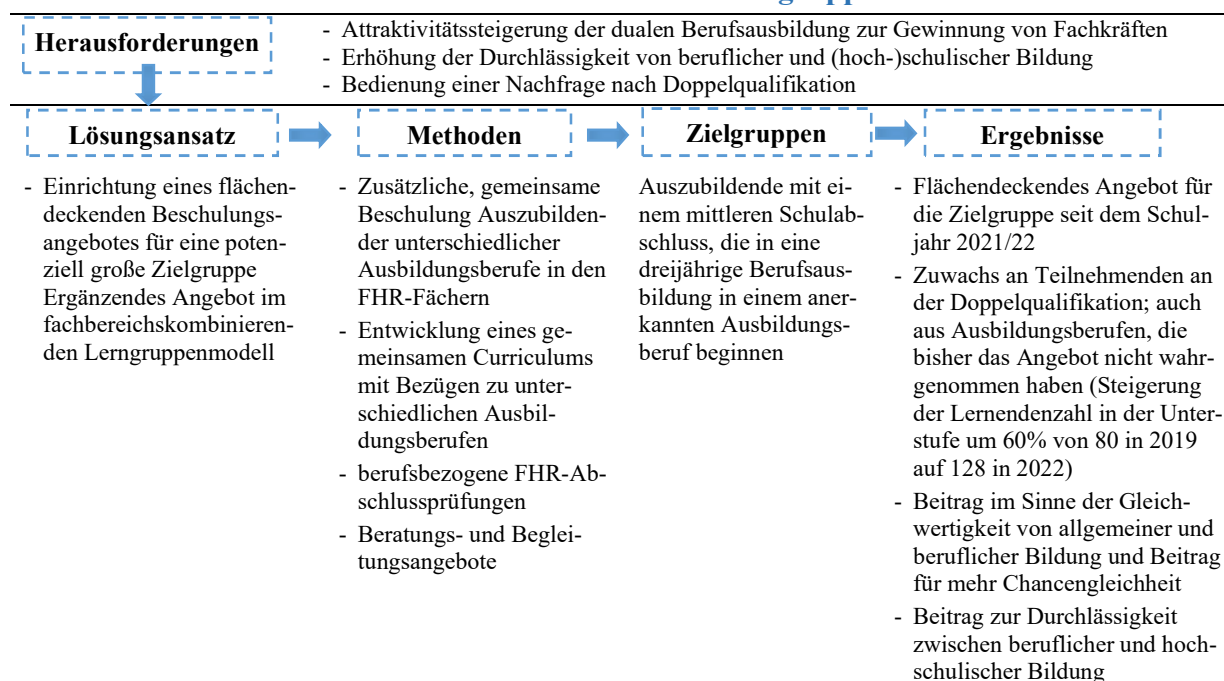 Herausforderungen
- Attraktivitätssteigerung der dualen Berufsausbildung zur Gewinnung von Fachkräften
- Erhöhung der Durchlässigkeit von beruflicher und (hoch-)schulischer Bildung
- Bedienung einer Nachfrage nach Doppelqualifikation
Lösungsansatz
- Einrichtung eines flächen-
deckenden Beschulungs-
angebotes für eine poten-
ziell große Zielgruppe
Ergänzendes Angebot im
fachbereichskombinieren-
den Lerngruppenmodell
Methoden
- Zusätzliche, gemeinsame
Beschulung Auszubilden-
der unterschiedlicher
Ausbildungsberufe in den
FHR-Fächern
- Entwicklung eines ge-
meinsamen Curriculums
mit Bezügen zu unter-
schiedlichen Ausbil-
dungsberufen
- berufsbezogene FHR-Ab-
schlussprüfungen
- Beratungs- und Beglei-
tungsangebote
Zielgruppen
Auszubildende mit ei-
nem mittleren Schulab-
schluss, die in eine
dreijährige Berufsaus-
bildung in einem aner-
kannten Ausbildungs-
beruf beginnen
Ergebnisse
- Flächendeckendes Angebot für
die Zielgruppe seit dem Schul-
jahr 2021/22
- Zuwachs an Teilnehmenden an
der Doppelqualifikation; auch
aus Ausbildungsberufen, die
bisher das Angebot nicht wahr-
genommen haben (Steigerung
der Lernendenzahl in der Unter-
stufe um 60% von 80 in 2019
auf 128 in 2022)
- Beitrag im Sinne der Gleich-
wertigkeit von allgemeiner und
beruflicher Bildung und Beitrag
für mehr Chancengleichheit
- Beitrag zur Durchlässigkeit
zwischen beruflicher und hoch-
schulischer Bildung